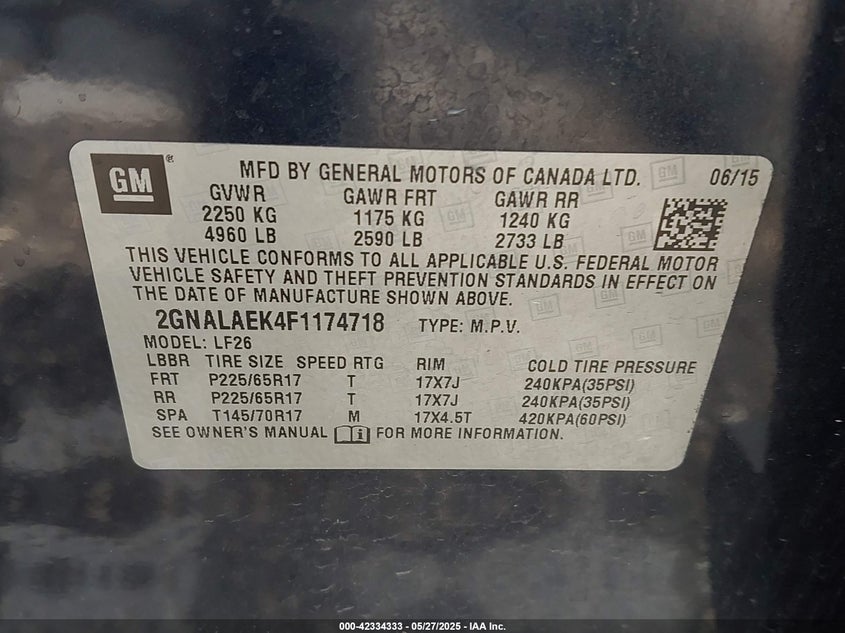 GM ® MFD BY GENERAL MOTORS OF CANADA LTD. 06/15
GVWR GAWR FRT GAWR RR
2250 KG 1175 KG 1240 KG
4960 LB 2590 LB 2733 LB
THIS VEHICLE CONFORMS TO ALL APPLICABLE U.S. FEDERAL MOTOR
VEHICLE SAFETY AND THEFT PREVENTION STANDARDS IN EFFECT ON
THE DATE OF MANUFACTURE SHOWN ABOVE.
2GNALAEK4F1174718 TYPE: M.P.V.
MODEL: LF26
LBBR TIRE SIZE SPEED RTG RIM COLD TIRE PRESSURE
FRT P225/65R17 T 17X7J 240KPA(35PSI)
RR P225/65R17 T 17X7J 240KPA(35PSI)
SPA T145/70R17 M 17X4.5T 420KPA(60PSI)
SEE OWNER'S MANUAL FOR MORE INFORMATION.
000-42334333 — 05/27/2025 - IAA Inc.